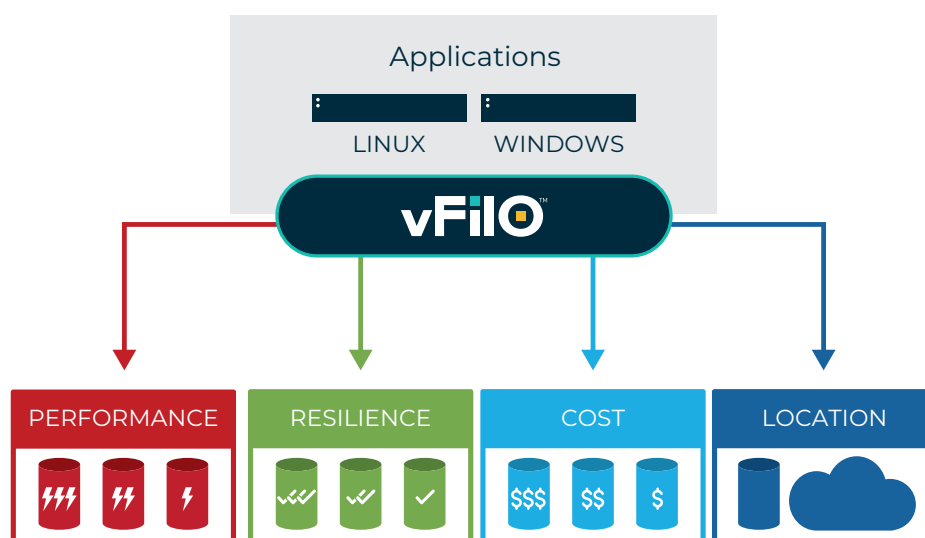 Applications
LINUX WINDOWS
vFilO™
PERFORMANCE RESILIENCE COST LOCATION
$$$ $$ $